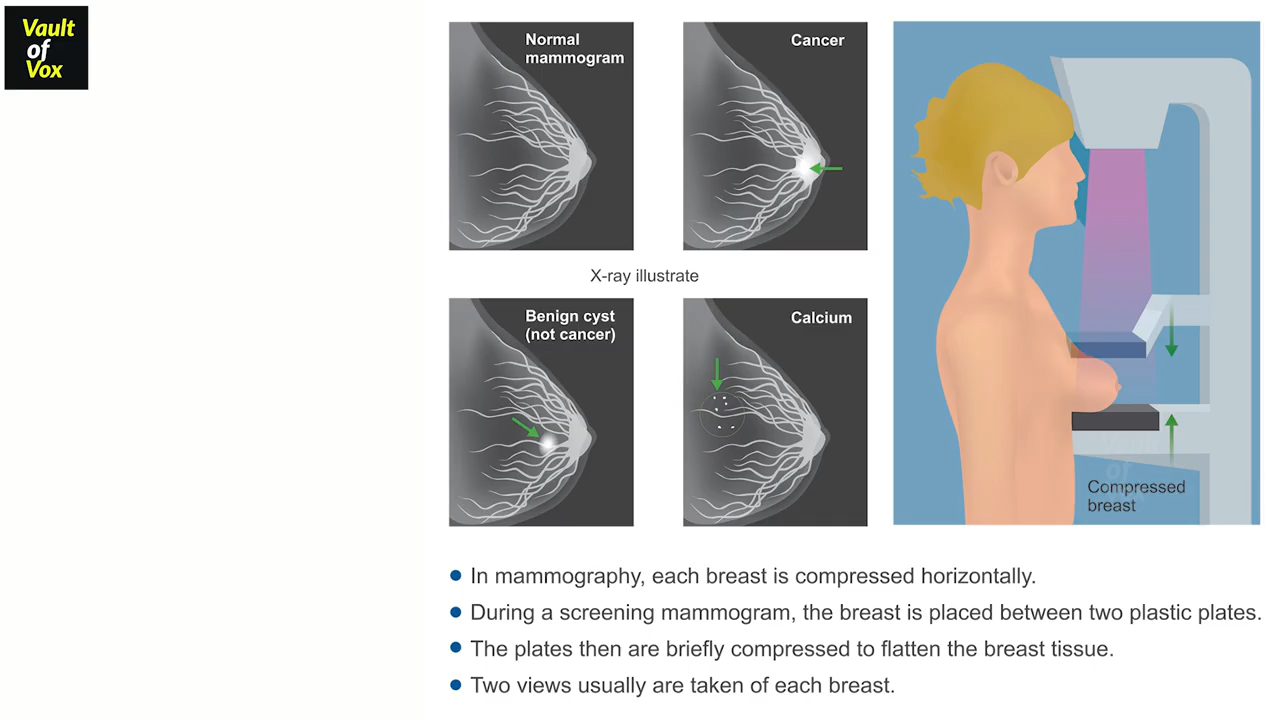 Vault
of
Vox
Normal
mammogram
Cancer
X-ray illustrate
Benign cyst
(not cancer)
Calcium
Compressed
breast
In mammography, each breast is compressed horizontally.
During a screening mammogram, the breast is placed between two plastic plates.
The plates then are briefly compressed to flatten the breast tissue.
Two views usually are taken of each breast.